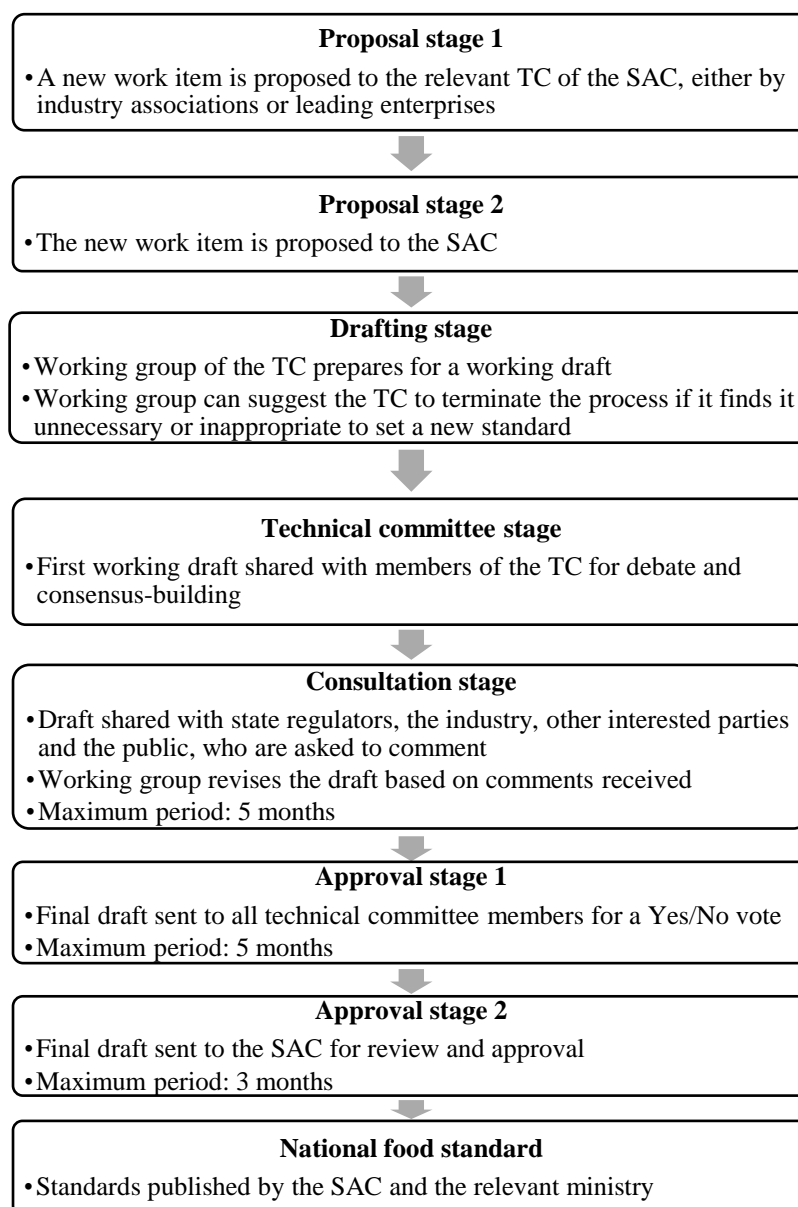 Proposal stage 1
•A new work item is proposed to the relevant TC of the SAC, either by
industry associations or leading enterprises
Proposal stage 2
•The new work item is proposed to the SAC
Drafting stage
•Working group of the TC prepares for a working draft
•Working group can suggest the TC to terminate the process if it finds it
unnecessary or inappropriate to set a new standard
Technical committee stage
•First working draft shared with members of the TC for debate and
consensus-building
Consultation stage
•Draft shared with state regulators, the industry, other interested parties
and the public, who are asked to comment
•Working group revises the draft based on comments received
•Maximum period: 5 months
Approval stage 1
•Final draft sent to all technical committee members for a Yes/No vote
•Maximum period: 5 months
Approval stage 2
•Final draft sent to the SAC for review and approval
•Maximum period: 3 months
National food standard
•Standards published by the SAC and the relevant ministry